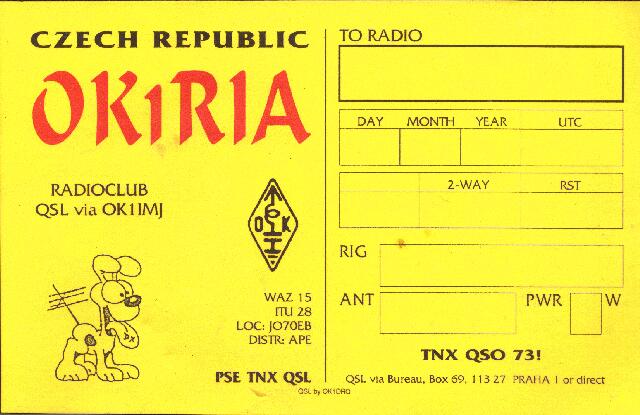 CZECH REPUBLIC
OK1RIA
RADIOCLUB
QSL via OK1IMJ
OK
WAZ 15
ITU 28
LOC: JO70EB
DISTR: APE
DX
PSE TNX QSL
QSL by OK1DRQ
TO RADIO
DAY MONTH YEAR UTC
2-WAY RST
RIG
ANT PWR W
TNX QSO 73!
QSL via Bureau, Box 69, 113 27 PRAHA 1 or direct